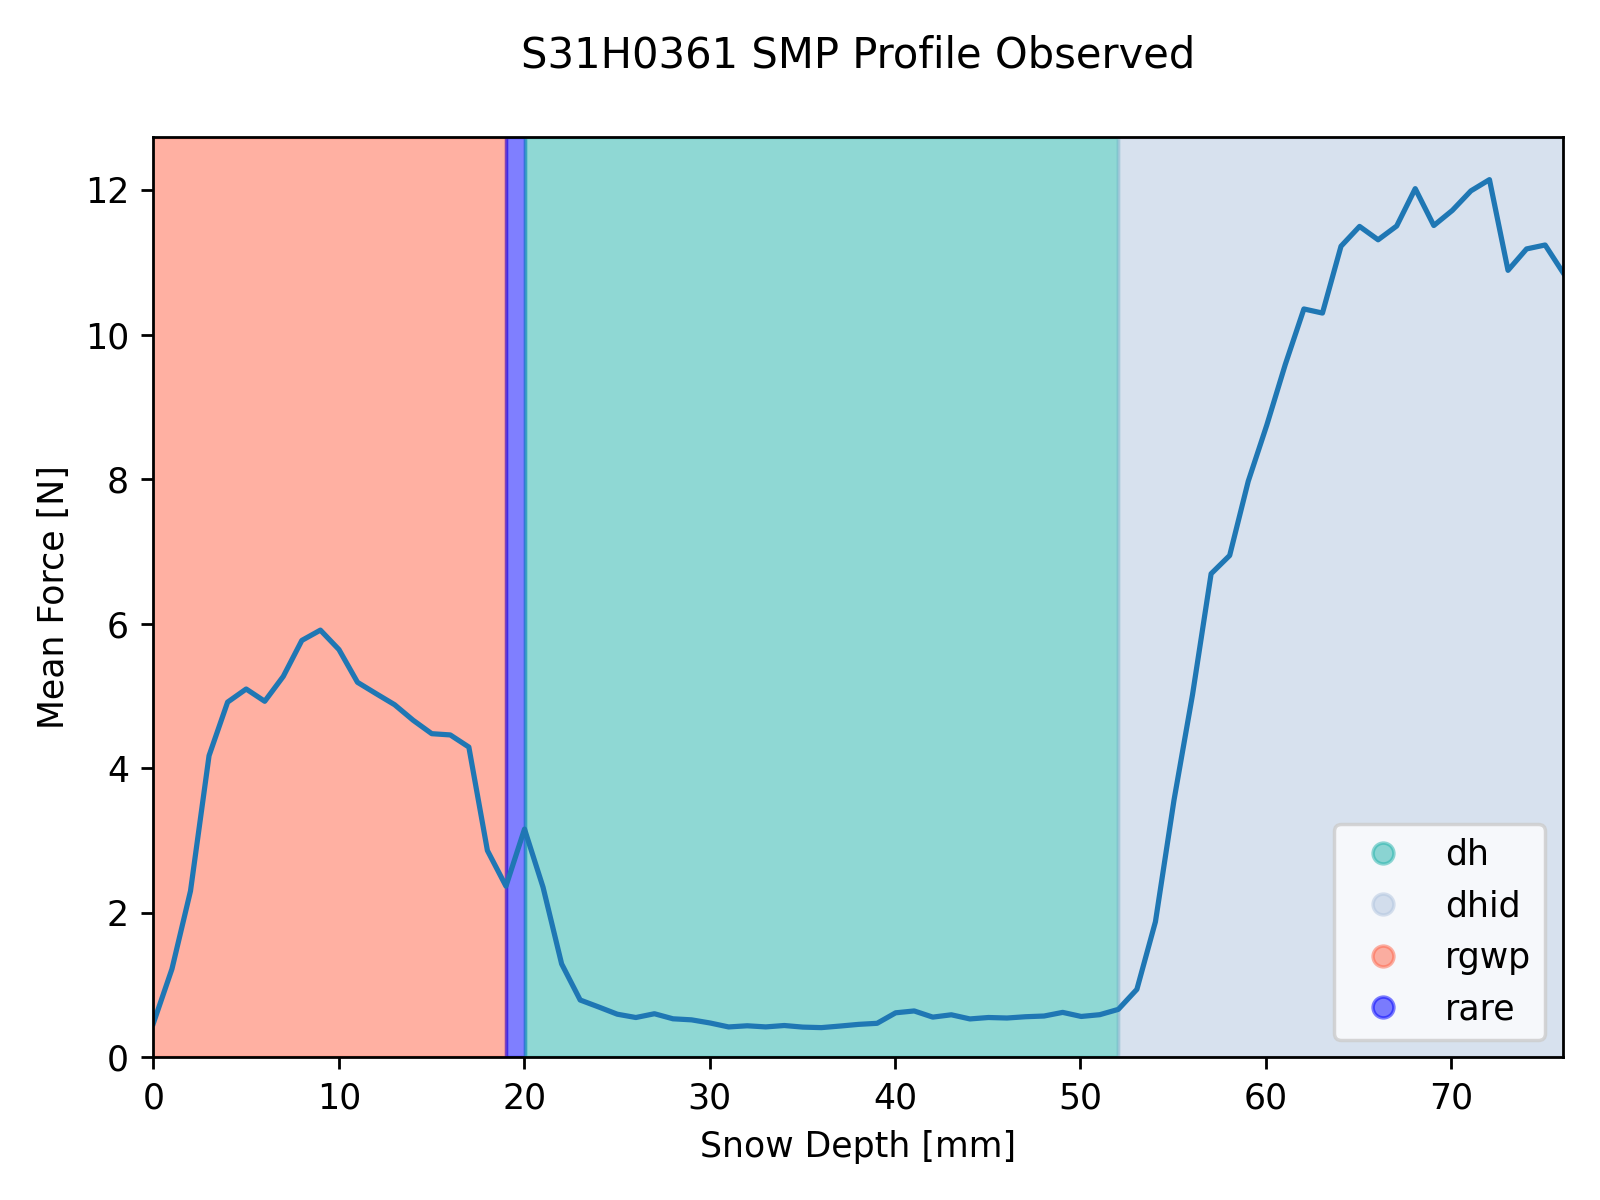 S31H0361 SMP Profile Observed
Mean Force [N]
12
10
8
6
4
2
0
0 10 20 30 40 50 60 70
Snow Depth [mm]
dh
dhid
rgwp
rare